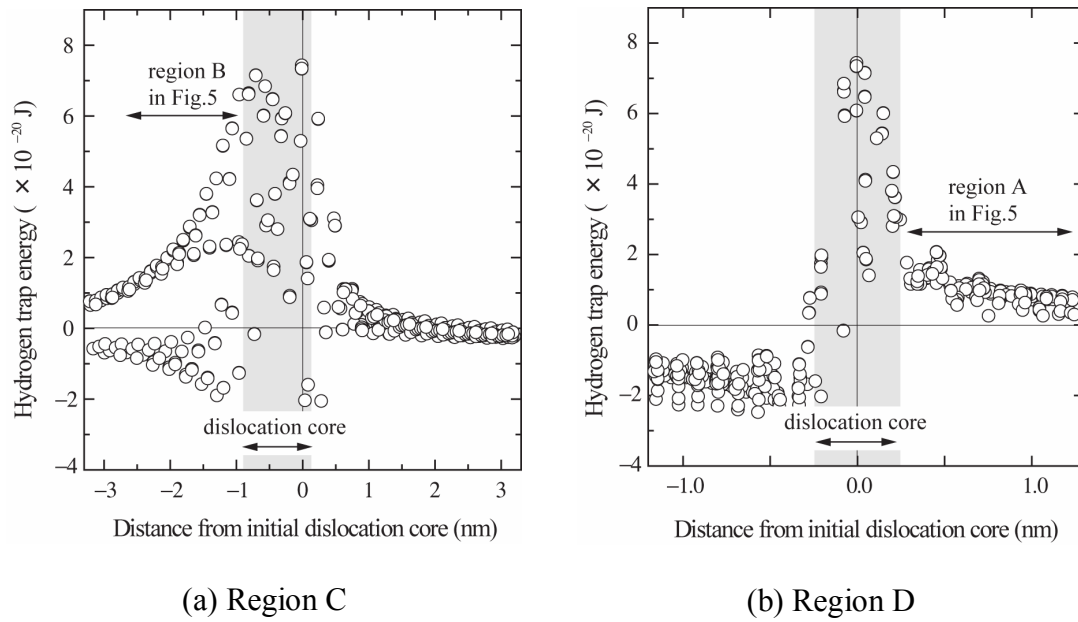 8
6
4
2
0
−2
−4
Hydrogen trap energy ( × 10 −20 J)
region B
in Fig.5
dislocation core
−3
−2
−1
0
1
2
3
Distance from initial dislocation core (nm)
(a) Region C
8
6
4
2
0
−2
−4
Hydrogen trap energy ( × 10 −20 J)
region A
in Fig.5
dislocation core
−1.0
0.0
1.0
Distance from initial dislocation core (nm)
(b) Region D